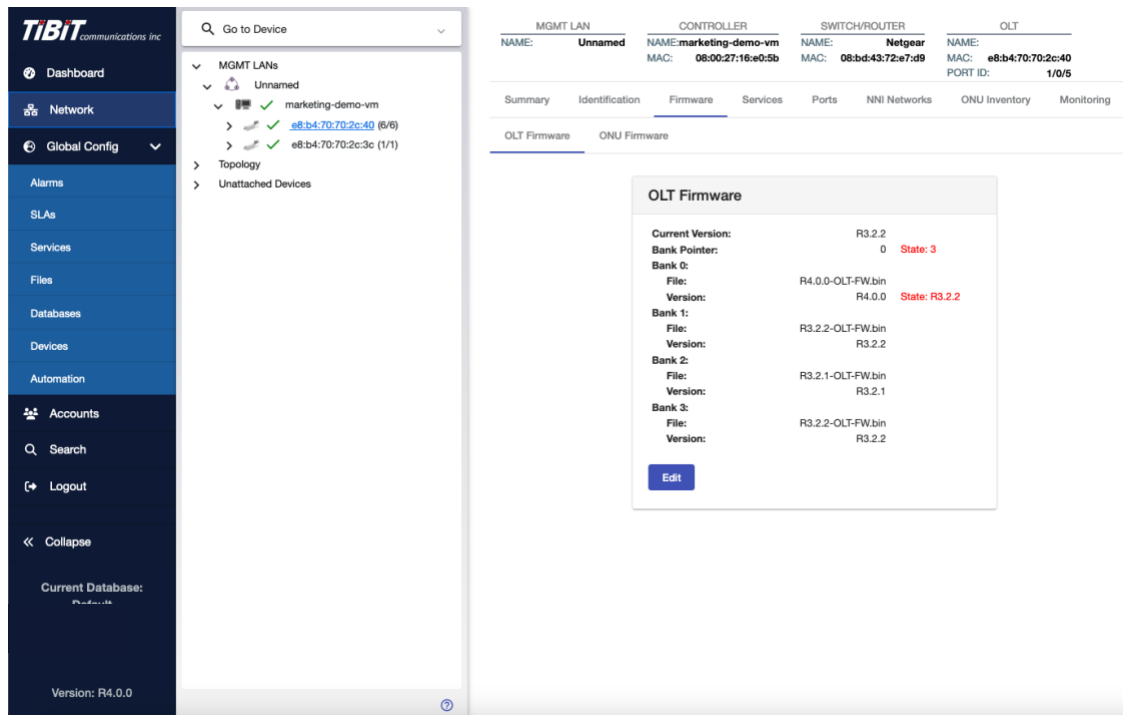 TiBiT communications inc
Dashboard
Network
Global Config
Alarms
SLAs
Services
Files
Databases
Devices
Automation
Accounts
Search
Logout
Collapse
Current Database:
Default
Version: R4.0.0
Go to Device
MGMT LANs
Unnamed
marketing-demo-vm
e8:b4:70:70:2c:40 (6/6)
e8:b4:70:70:2c:3c (1/1)
Topology
Unattached Devices
MGMT LAN
NAME: Unnamed
CONTROLLER
NAME:marketing-demo-vm
MAC: 08:00:27:16:e0:5b
SWITCH/ROUTER
NAME: Netgear
MAC: 08:bd:43:72:e7:d9
OLT
NAME:
MAC: e8:b4:70:70:2c:40
PORT ID: 1/0/5
Summary Identification Firmware Services Ports NNI Networks ONU Inventory Monitoring
OLT Firmware ONU Firmware
OLT Firmware
Current Version: R3.2.2
Bank Pointer: 0 State: 3
Bank 0:
File: R4.0.0-OLT-FW.bin
Version: R4.0.0 State: R3.2.2
Bank 1:
File: R3.2.2-OLT-FW.bin
Version: R3.2.2
Bank 2:
File: R3.2.1-OLT-FW.bin
Version: R3.2.1
Bank 3:
File: R3.2.2-OLT-FW.bin
Version: R3.2.2
Edit